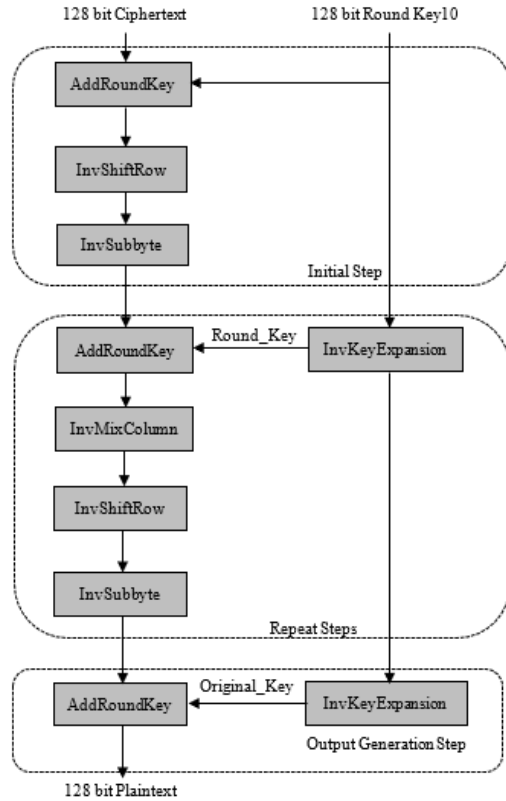 128 bit Ciphertext
128 bit Round Key10
AddRoundKey
InvShiftRow
InvSubbyte
Initial Step
AddRoundKey
Round_Key
InvKeyExpansion
InvMixColumn
InvShiftRow
InvSubbyte
Repeat Steps
AddRoundKey
Original_Key
InvKeyExpansion
Output Generation Step
128 bit Plaintext